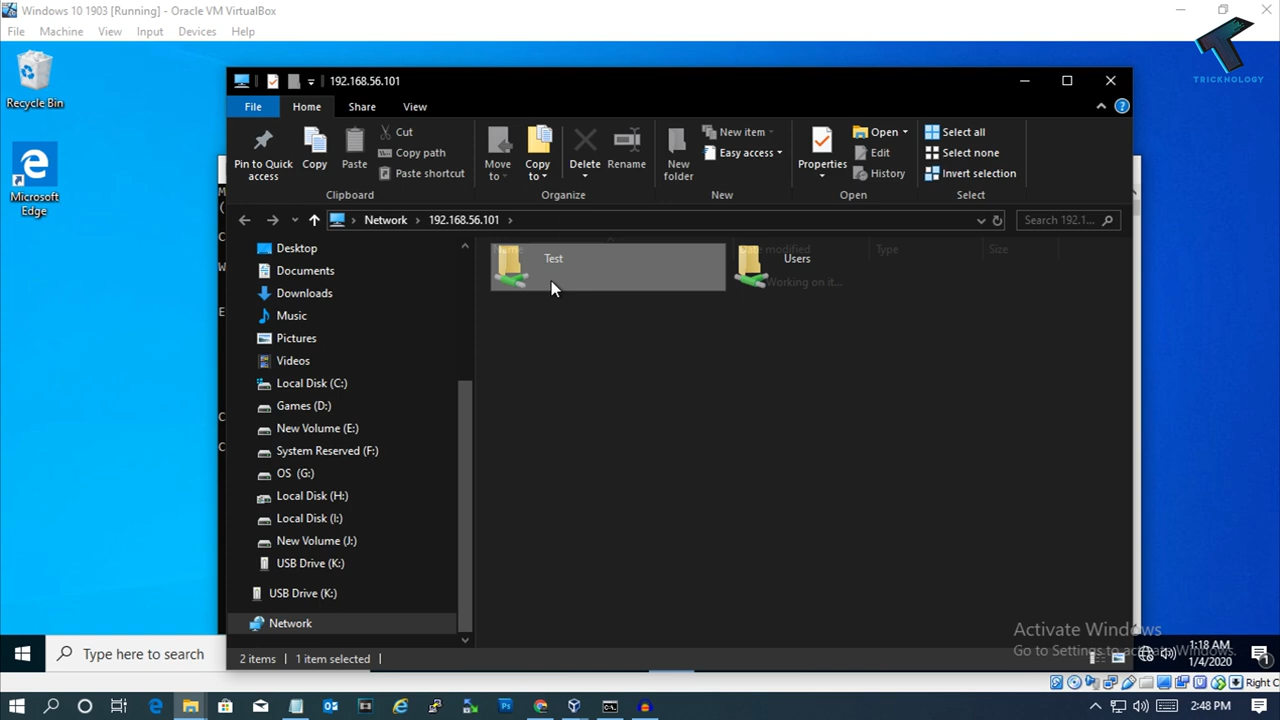 Windows 10 1903 [Running] - Oracle VM VirtualBox
File Machine View Input Devices Help
TRICKNOLOGY
Recycle Bin
Microsoft
Edge
192.168.56.101
File Home Share View
Pin to Quick
access
Copy
Paste
Cut
Copy path
Paste shortcut
Clipboard
Move
to
Copy
to
Delete
Rename
Organize
New
folder
New item
Easy access
New
Properties
Open
Edit
History
Open
Select all
Select none
Invert selection
Select
Network
192.168.56.101
Search 192.1...
Desktop
Documents
Downloads
Music
Pictures
Videos
Local Disk (C:)
Games (D:)
New Volume (E:)
System Reserved (F:)
OS (G:)
Local Disk (H:)
Local Disk (I:)
New Volume (J:)
USB Drive (K:)
USB Drive (K:)
Network
Test
Users
modified
Type
Size
Working on it...
2 items
1 item selected
Activate Windows
Go to Settings to activate Windows.
Type here to search
1:18 AM
1/4/2020
1
Right C
2:48 PM